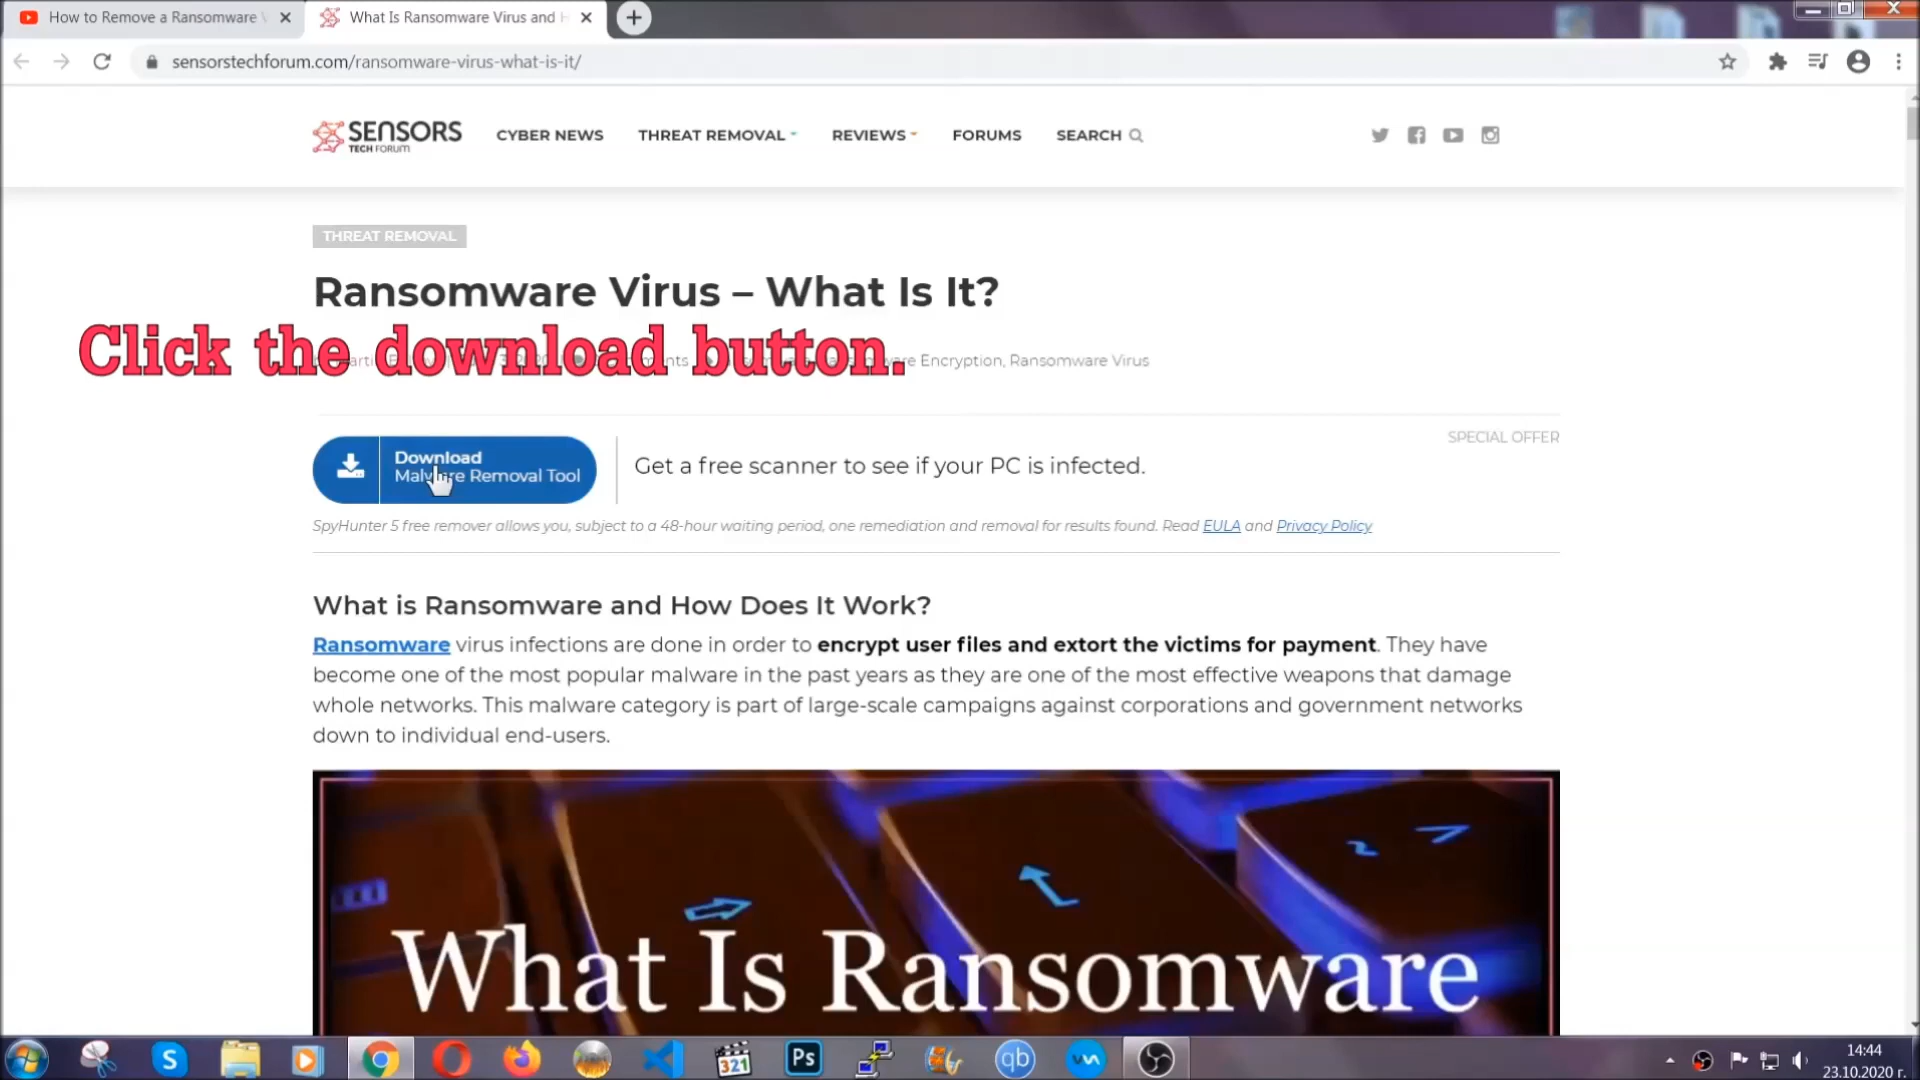 How to Remove a Ransomware
What Is Ransomware Virus and
sensorstechforum.com/ransomware-virus-what-is-it/
SENSORS
TECH FORUM
CYBER NEWS
THREAT REMOVAL
REVIEWS
FORUMS
SEARCH
THREAT REMOVAL
Ransomware Virus – What Is It?
Click the download button.
Encryption, Ransomware Virus
SPECIAL OFFER
Download
Malware Removal Tool
Get a free scanner to see if your PC is infected.
SpyHunter 5 free remover allows you, subject to a 48-hour waiting period, one remediation and removal for results found. Read EULA and Privacy Policy
What is Ransomware and How Does It Work?
Ransomware virus infections are done in order to encrypt user files and extort the victims for payment. They have
become one of the most popular malware in the past years as they are one of the most effective weapons that damage
whole networks. This malware category is part of large-scale campaigns against corporations and government networks
down to individual end-users.
What Is Ransomware
S
321
Ps
qb
14:44
23.10.2020 г.